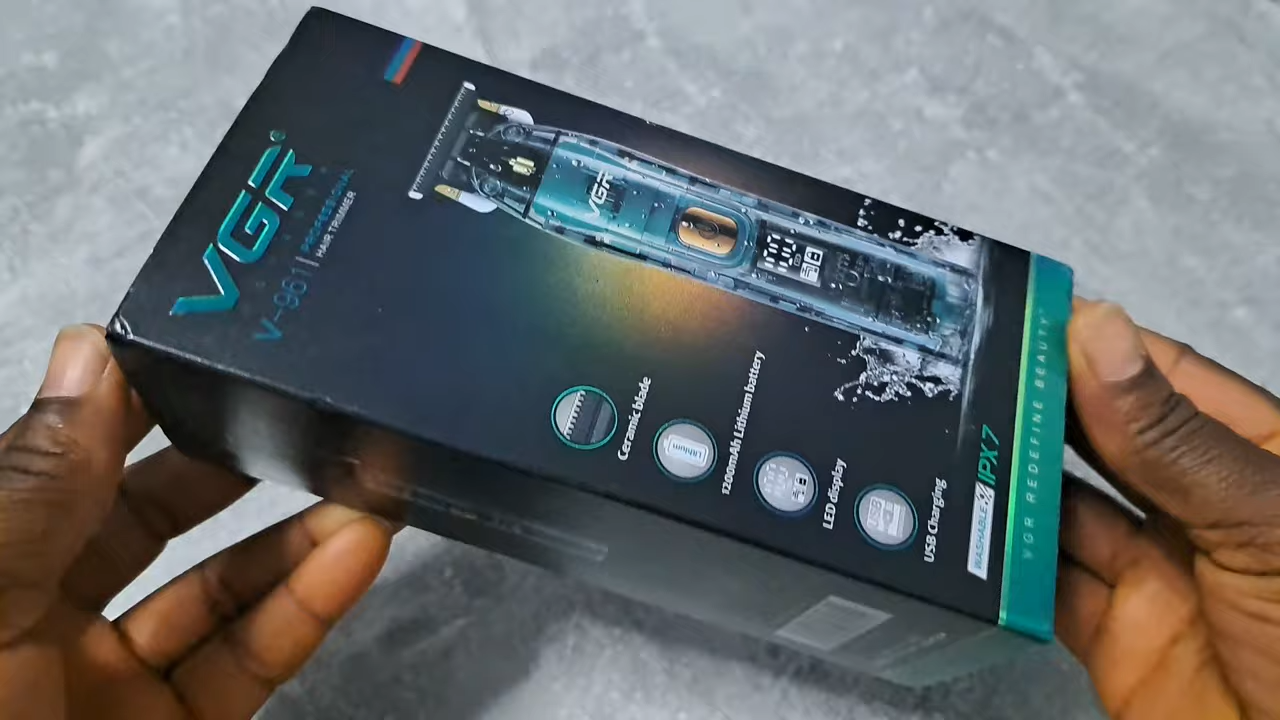 VGR®
V-961
PROFESSIONAL
HAIR TRIMMER
VGR
Ceramic blade
Lithium
1200mAh Lithium battery
LED display
USB
USB Charging
WASHABLE
IPX7
VGR REDEFINE BEAUTY